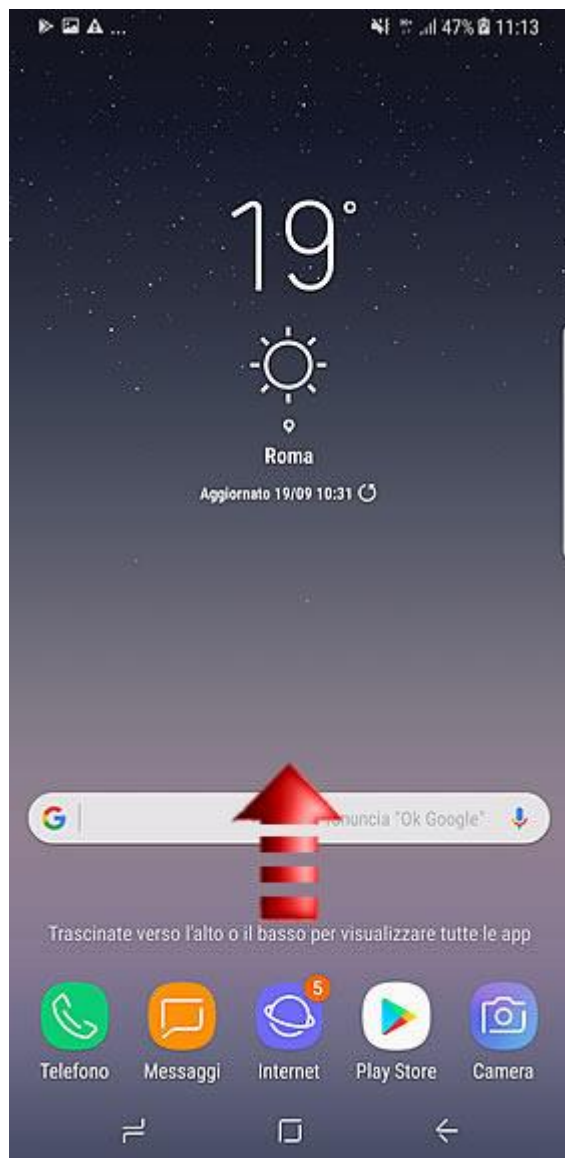 ... 47% 11:13
19°
Roma
Aggiornato 19/09 10:31
G "Ok Google"
Trascinate verso l'alto o il basso per visualizzare tutte le app
5
Telefono Messaggi Internet Play Store Camera